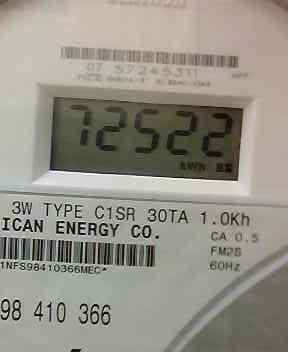 07 57245311
72522
kWH
3W TYPE C1SR 30TA 1.0Kh
ICAN ENERGY CO.
CA 0.5
FM2S
1NFS98410366MEC*
60Hz
98 410 366